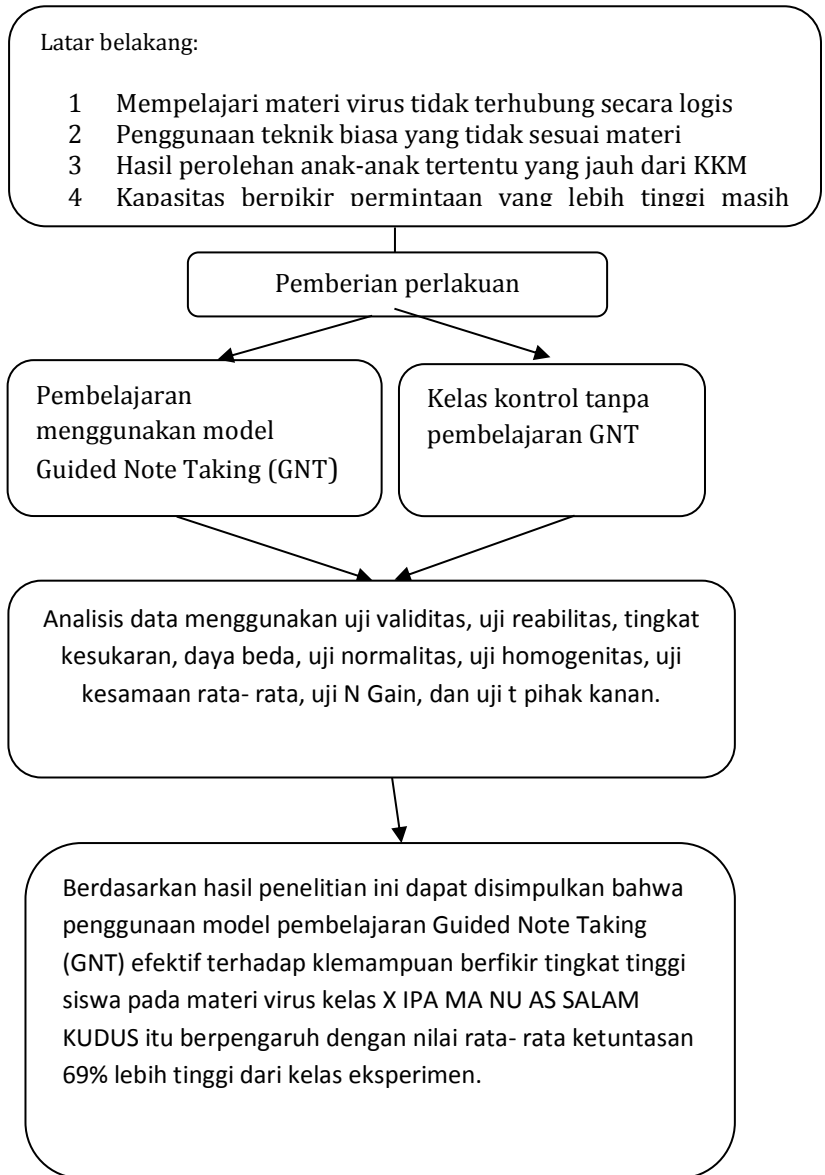 Latar belakang:
1 Mempelajari materi virus tidak terhubung secara logis
2 Penggunaan teknik biasa yang tidak sesuai materi
3 Hasil perolehan anak-anak tertentu yang jauh dari KKM
4 Kapasitas berpikir permintaan yang lebih tinggi masih
Pemberian perlakuan
Pembelajaran
menggunakan model
Guided Note Taking (GNT)
Kelas kontrol tanpa
pembelajaran GNT
Analisis data menggunakan uji validitas, uji reabilitas, tingkat
kesukaran, daya beda, uji normalitas, uji homogenitas, uji
kesamaan rata- rata, uji N Gain, dan uji t pihak kanan.
Berdasarkan hasil penelitian ini dapat disimpulkan bahwa
penggunaan model pembelajaran Guided Note Taking
(GNT) efektif terhadap klemampuan berfikir tingkat tinggi
siswa pada materi virus kelas X IPA MA NU AS SALAM
KUDUS itu berpengaruh dengan nilai rata- rata ketuntasan
69% lebih tinggi dari kelas eksperimen.